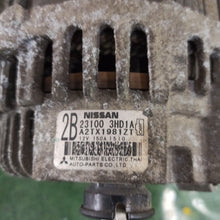 NISSAN
2B
23100 3HD1A
A2TX1981ZT
12V 150A 1510
MITSUBISHI ELECTRIC THAI
AUTO-PARTS CO., LTD.